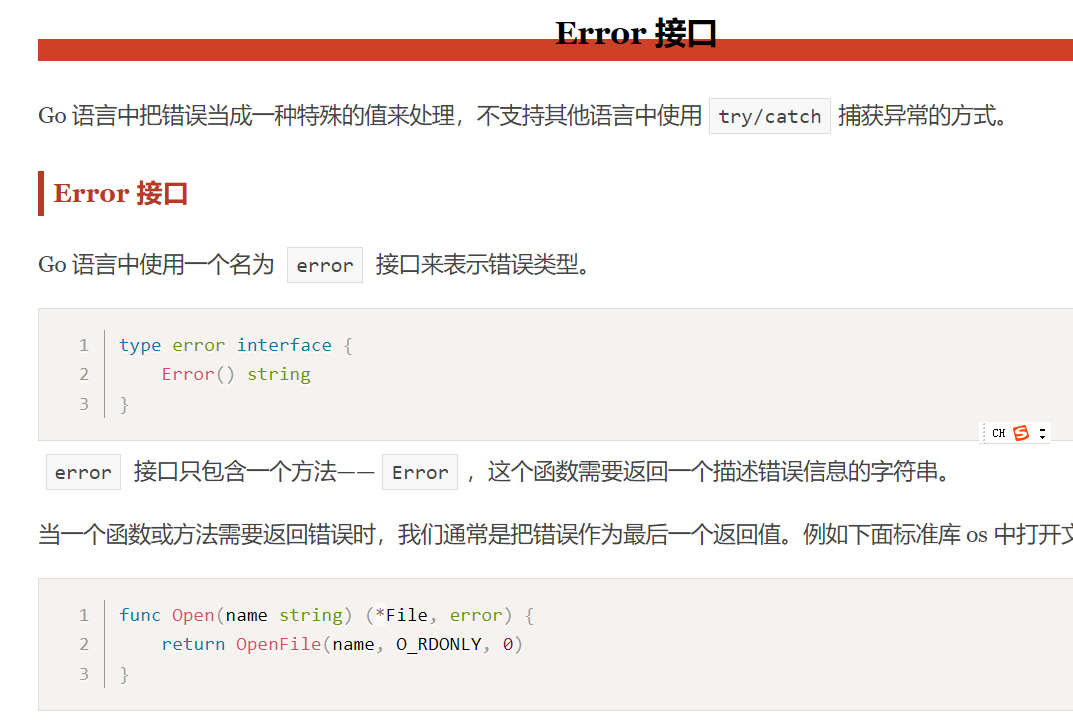 Error 接口
Go 语言中把错误当成一种特殊的值来处理，不支持其他语言中使用 try/catch 捕获异常的方式。
Error 接口
Go 语言中使用一个名为 error 接口来表示错误类型。
1 type error interface {
2     Error() string
3 }
CH
error 接口只包含一个方法—— Error ，这个函数需要返回一个描述错误信息的字符串。
当一个函数或方法需要返回错误时，我们通常是把错误作为最后一个返回值。例如下面标准库 os 中打开
1 func Open(name string) (*File, error) {
2     return OpenFile(name, O_RDONLY, 0)
3 }